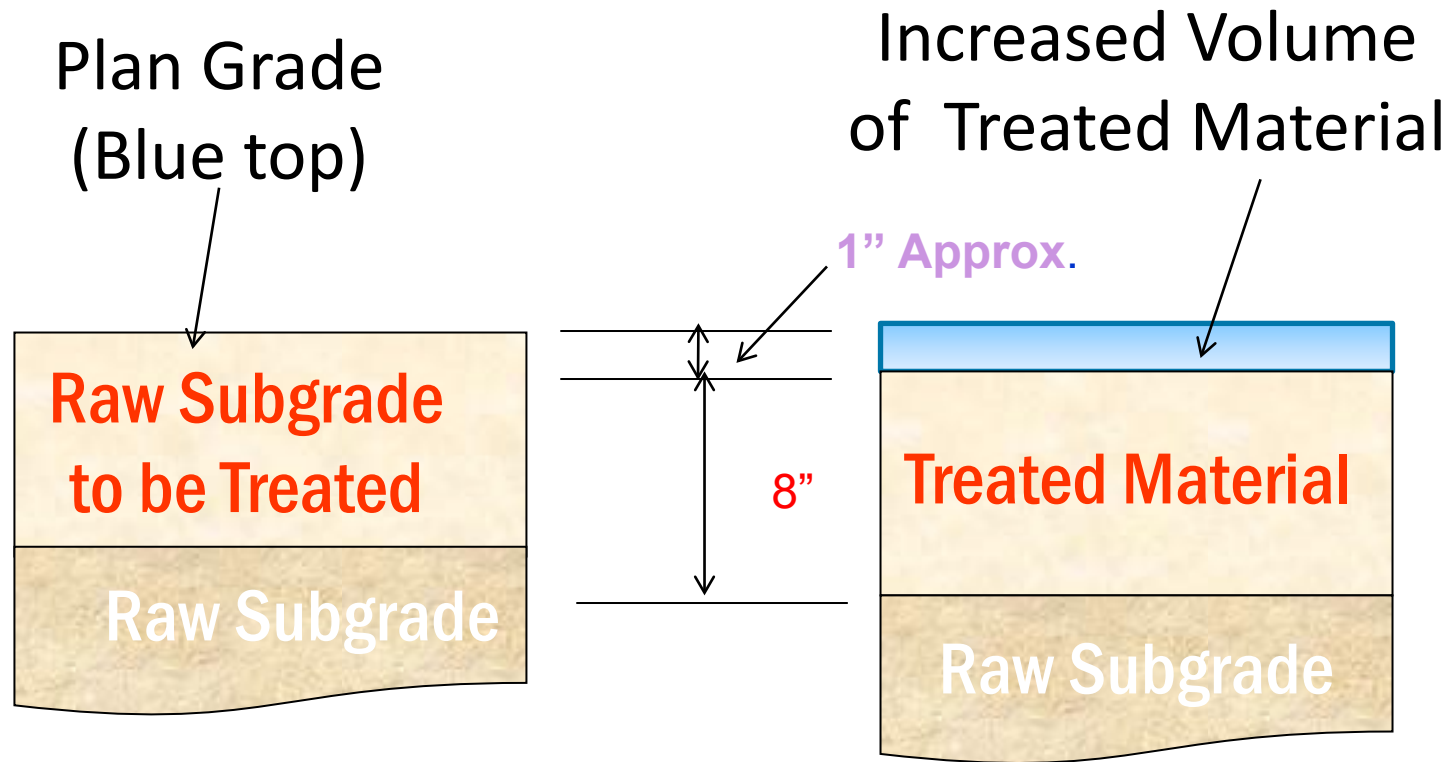 Plan Grade
(Blue top)
Increased Volume
of Treated Material
1” Approx.
Raw Subgrade
to be Treated
Raw Subgrade
8”
Treated Material
Raw Subgrade